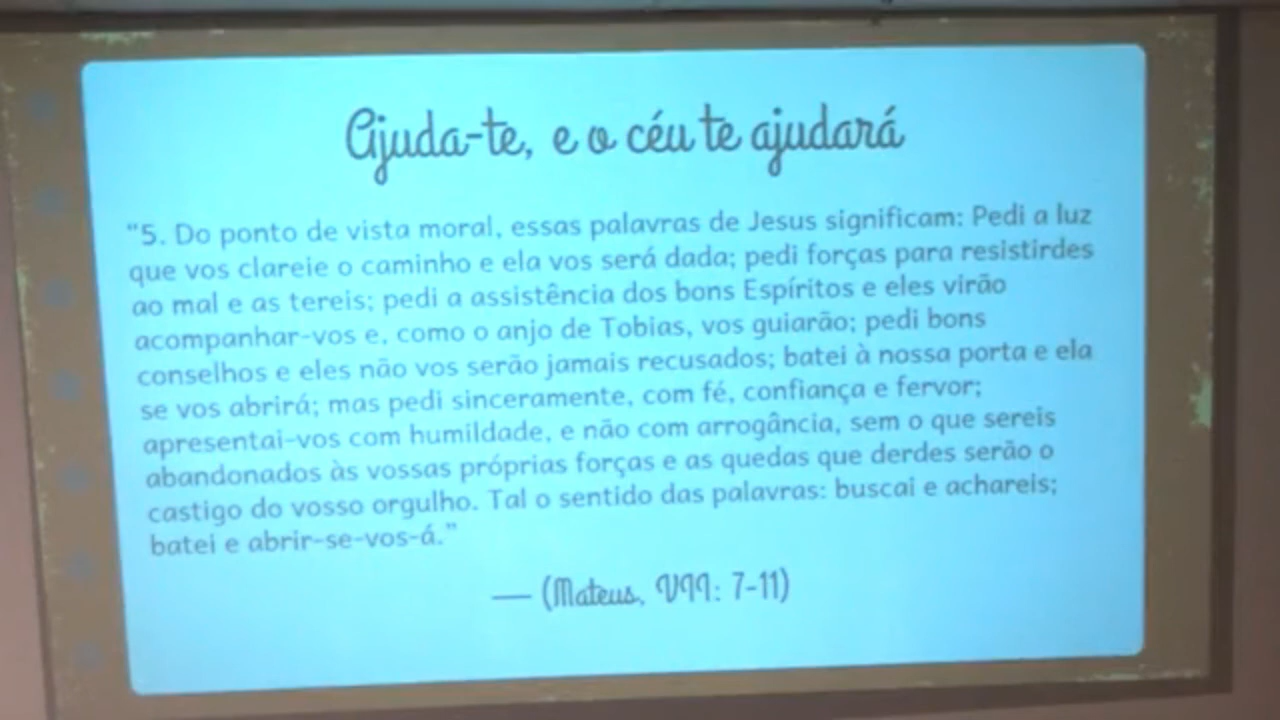 Ajuda-te, e o céu te ajudará
"5. Do ponto de vista moral, essas palavras de Jesus significam: Pedi a luz
que vos clareie o caminho e ela vos será dada; pedi forças para resistirdes
ao mal e as tereis; pedi a assistência dos bons Espíritos e eles virão
acompanhar-vos e, como o anjo de Tobias, vos guiarão; pedi bons
conselhos e eles não vos serão jamais recusados; batei à nossa porta e ela
se vos abrirá; mas pedi sinceramente, com fé, confiança e fervor;
apresentai-vos com humildade, e não com arrogância, sem o que sereis
abandonados às vossas próprias forças e as quedas que derdes serão o
castigo do vosso orgulho. Tal o sentido das palavras: buscai e achareis;
batei e abrir-se-vos-á."
— (Mateus, VII: 7-11)